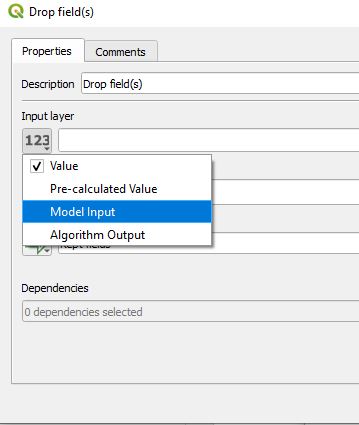 Drop field(s)
Properties
Comments
Description
Drop field(s)
Input layer
123
Value
Pre-calculated Value
Model Input
Algorithm Output
Kept fields
Dependencies
0 dependencies selected